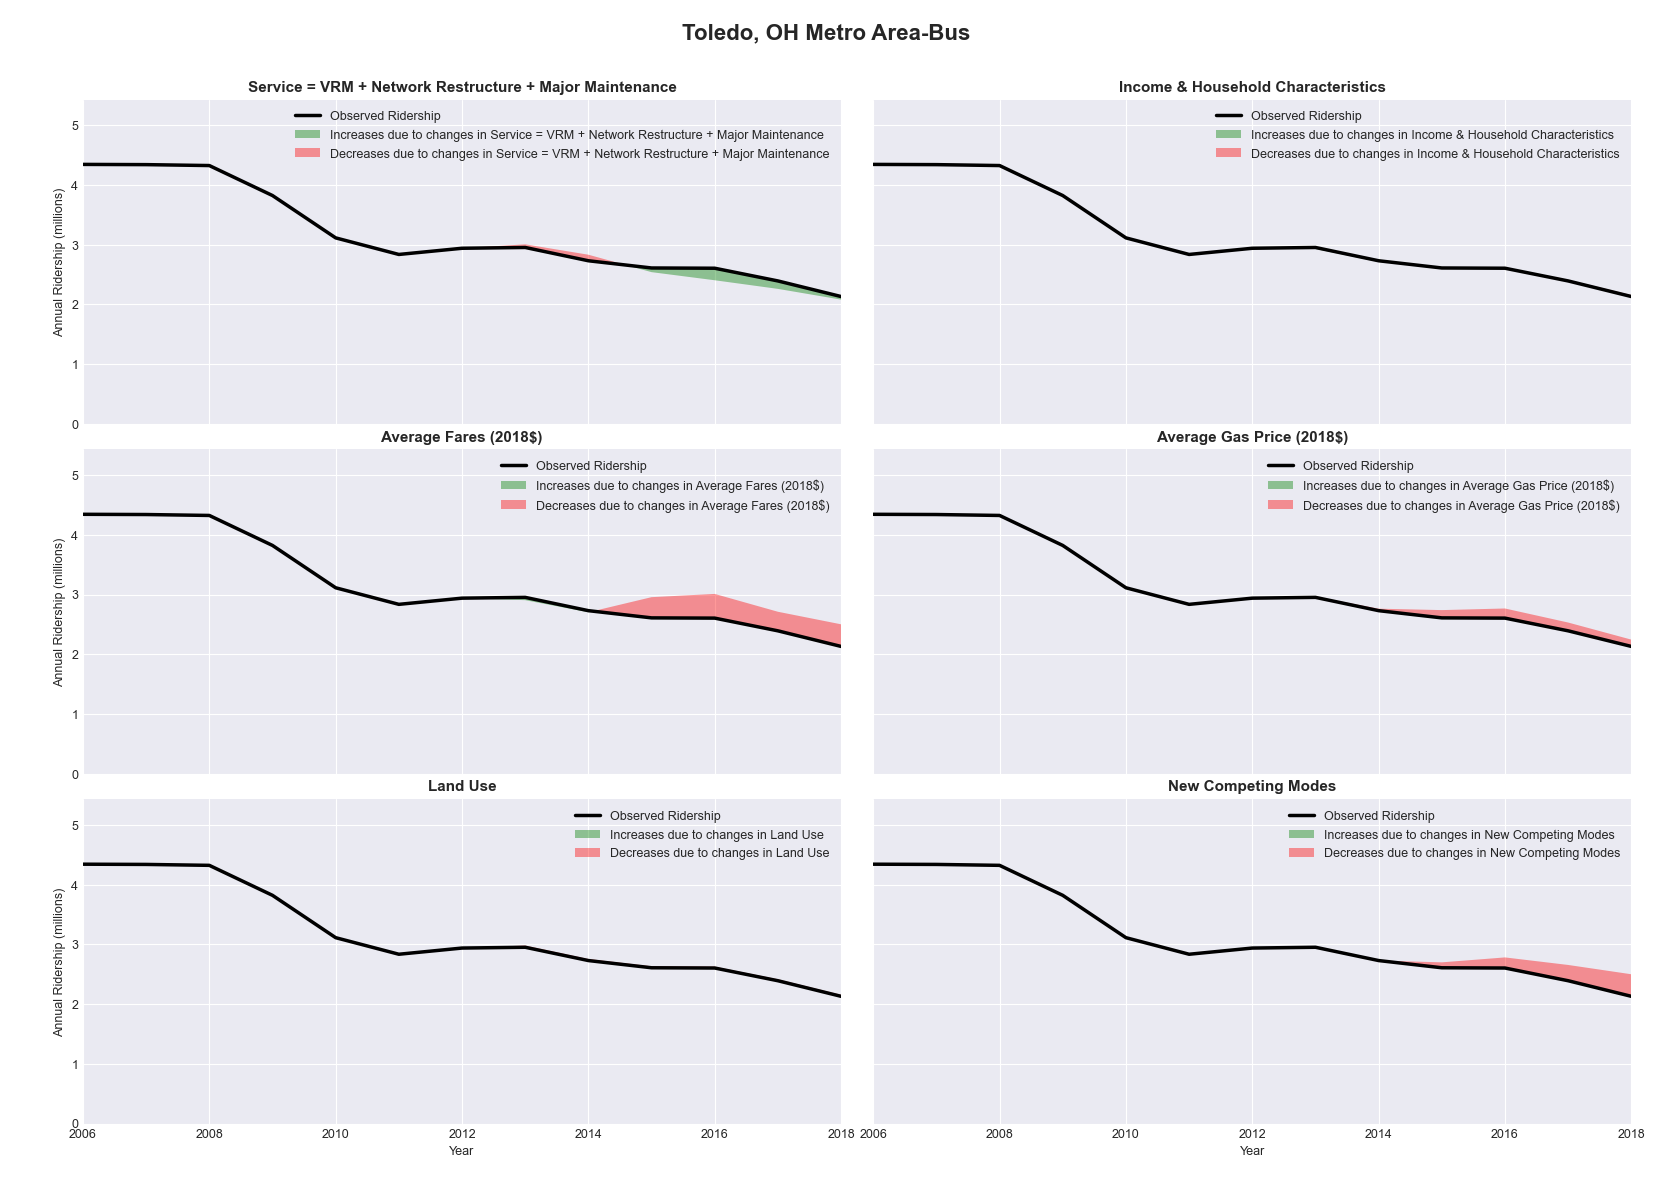 Toledo, OH Metro Area-Bus
Service = VRM + Network Restructure + Major Maintenance
Observed Ridership
Increases due to changes in Service = VRM + Network Restructure + Major Maintenance
Decreases due to changes in Service = VRM + Network Restructure + Major Maintenance
5
4
3
2
1
0
Annual Ridership (millions)
Income & Household Characteristics
Observed Ridership
Increases due to changes in Income & Household Characteristics
Decreases due to changes in Income & Household Characteristics
Average Fares (2018$)
Observed Ridership
Increases due to changes in Average Fares (2018$)
Decreases due to changes in Average Fares (2018$)
5
4
3
2
1
0
Annual Ridership (millions)
Average Gas Price (2018$)
Observed Ridership
Increases due to changes in Average Gas Price (2018$)
Decreases due to changes in Average Gas Price (2018$)
Land Use
Observed Ridership
Increases due to changes in Land Use
Decreases due to changes in Land Use
5
4
3
2
1
0
Annual Ridership (millions)
2006 2008 2010 2012 2014 2016 2018
Year
New Competing Modes
Observed Ridership
Increases due to changes in New Competing Modes
Decreases due to changes in New Competing Modes
2006 2008 2010 2012 2014 2016 2018
Year